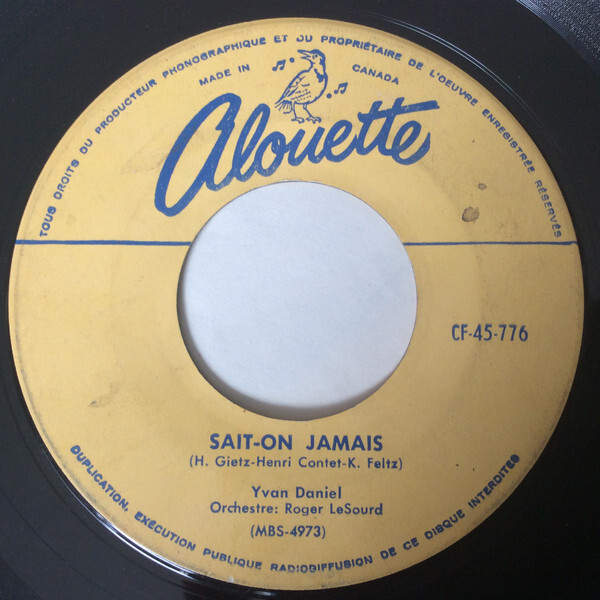 TOUS DROITS DU PRODUCTEUR PHONOGRAPHIQUE ET DU PROPRIÉTAIRE DE L'OEUVRE ENREGISTRÉE RÉSERVÉS
MADE IN CANADA
Alouette
CF-45-776
SAIT-ON JAMAIS
(H. Gietz-Henri Contet-K. Feltz)
Yvan Daniel
Orchestre: Roger LeSourd
(MBS-4973)
DUPLICATION, EXÉCUTION PUBLIQUE RADIODIFFUSION DE CE DISQUE INTERDITES